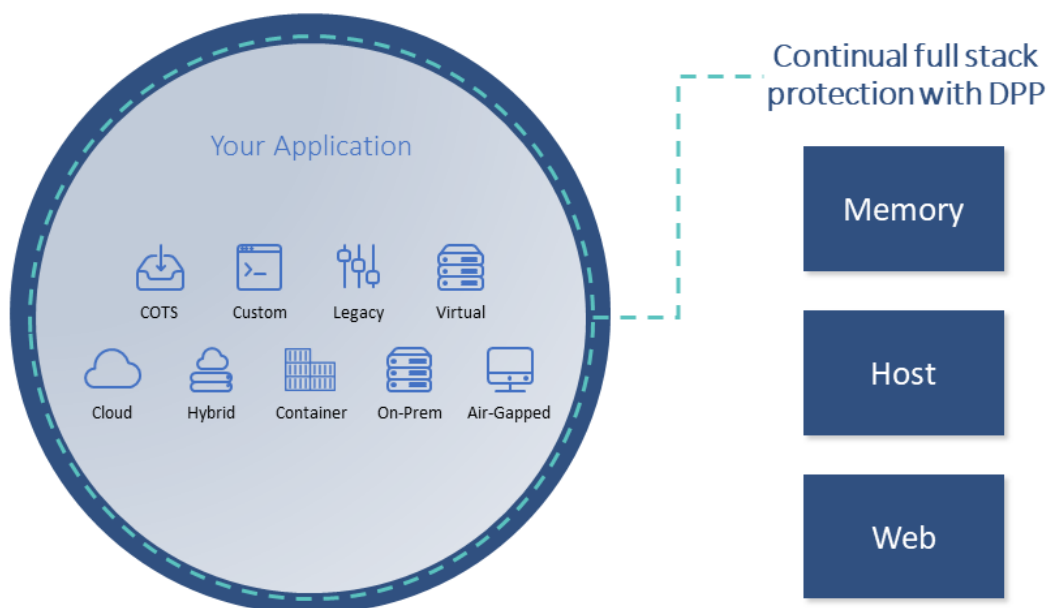 Your Application
COTS
Custom
Legacy
Virtual
Cloud
Hybrid
Container
On-Prem
Air-Gapped
Continual full stack
protection with DPP
Memory
Host
Web